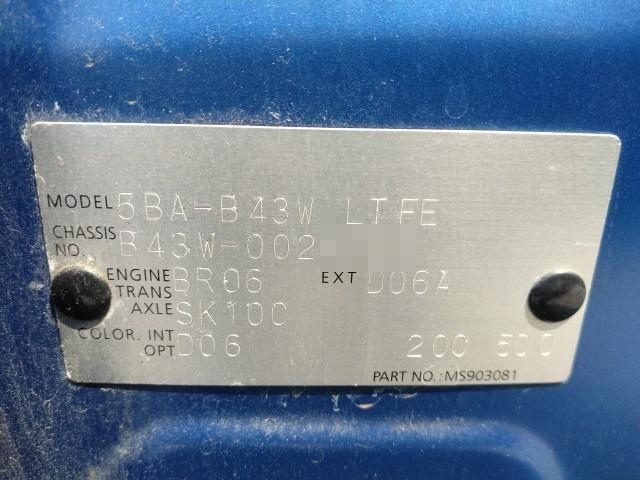 MODEL 5BA-B43W LTFE
CHASSIS NO. B43W-002
ENGINE BR06 EXT D06A
TRANS AXLE SK10C
COLOR. INT D06
OPT 200 500
PART NO.: MS903081